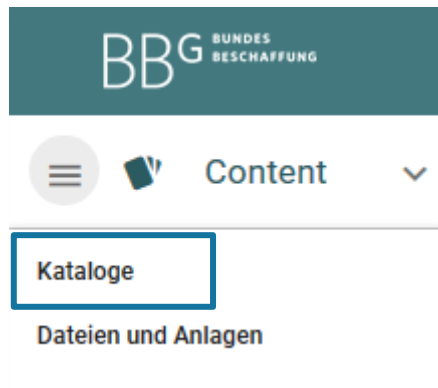 BBG BUNDES
BESCHAFFUNG
Content
Kataloge
Dateien und Anlagen